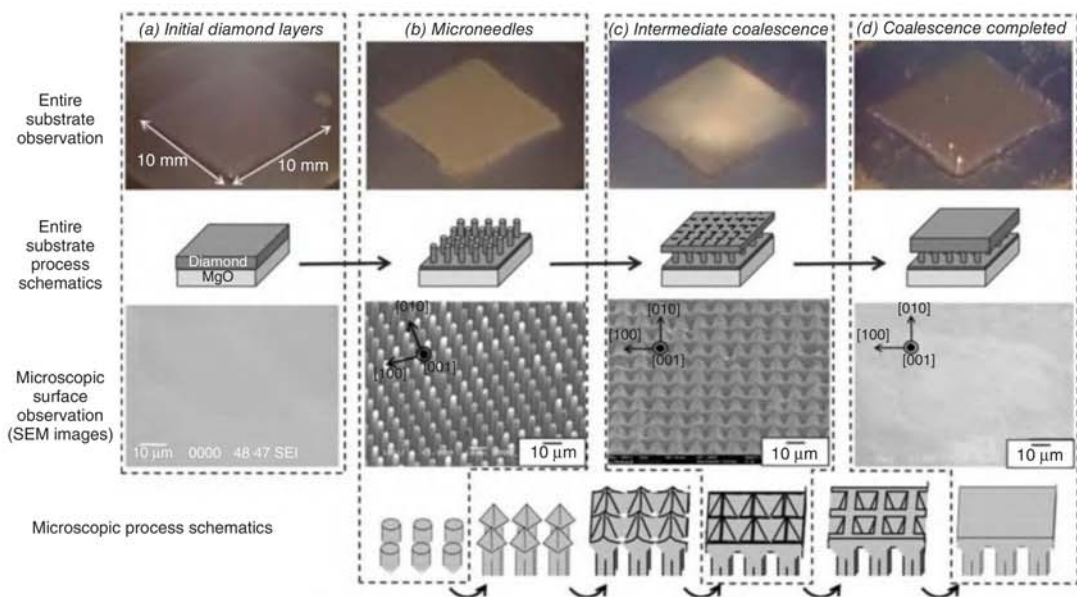 (a) Initial diamond layers
(b) Microneedles
(c) Intermediate coalescence
(d) Coalescence completed
Entire
substrate
observation
10 mm
10 mm
Entire
substrate
process
schematics
Diamond
MgO
Microscopic
surface
observation
(SEM images)
10 μm 0000 48 47 SEI
[010]
[100]
[001]
10 μm
[010]
[100]
[001]
10 μm
[010]
[100]
[001]
10 μm
Microscopic process schematics